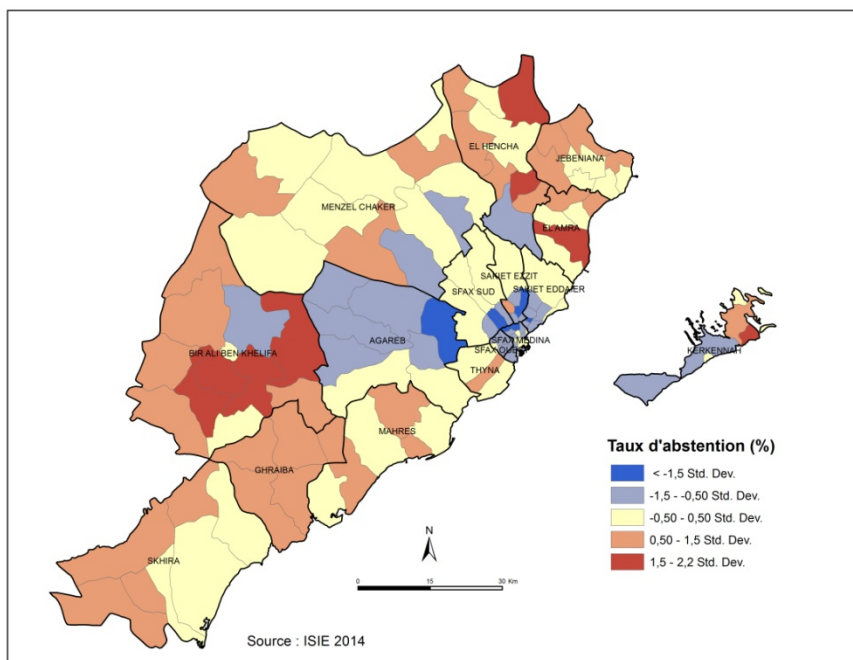 EL HENCHA
JEBENIANA
MENZEL CHAKER
EL AMRA
SAKIET EZZIT
SAKIET EDDAIER
SFAX SUD
BIR ALI BEN KHELIFA
AGAREB
SFAX MEDINA
SFAX OUEST
THYNA
KERKENNAH
MAHRES
GHRAIBA
SKHIRA
Taux d'abstention (%)
< -1,5 Std. Dev.
-1,5 - -0,50 Std. Dev.
-0,50 - 0,50 Std. Dev.
0,50 - 1,5 Std. Dev.
1,5 - 2,2 Std. Dev.
N
0 15 30 Km
Source : ISIE 2014